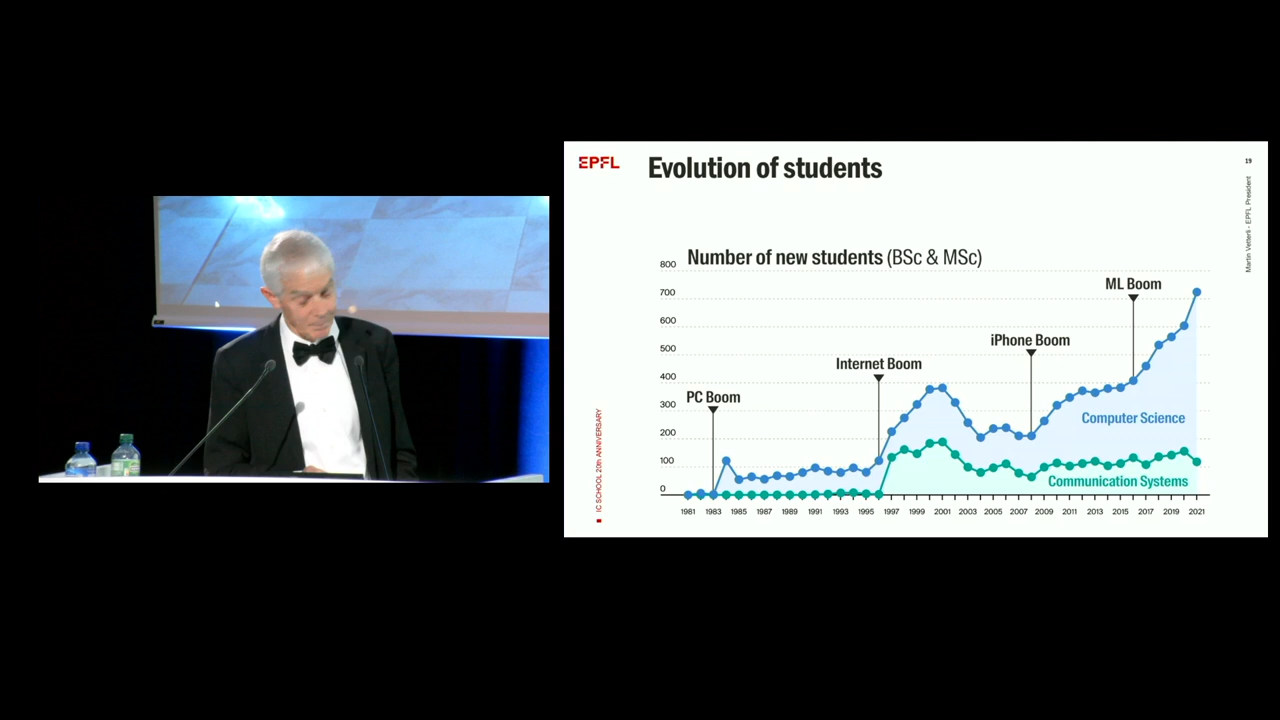 EPFL
Evolution of students
19
Martin Vetterli - EPFL President
IC SCHOOL 20th ANNIVERSARY
Number of new students (BSc & MSc)
800
700
600
500
400
300
200
100
0
PC Boom
Internet Boom
iPhone Boom
ML Boom
Computer Science
Communication Systems
1981 1983 1985 1987 1989 1991 1993 1995 1997 1999 2001 2003 2005 2007 2009 2011 2013 2015 2017 2019 2021